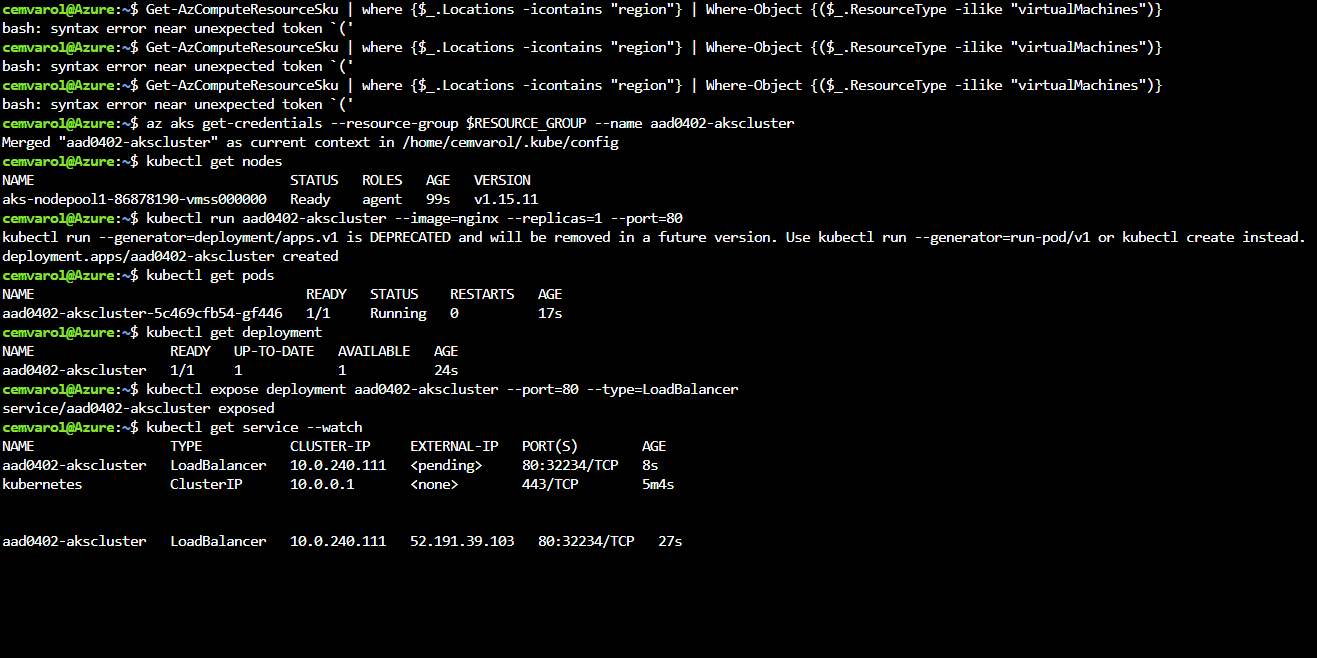 cemvarol@Azure:~$ Get-AzComputeResourceSku | where {$_.Locations -icontains "region"} | Where-Object {($_.ResourceType -ilike "virtualMachines")}
bash: syntax error near unexpected token `('
cemvarol@Azure:~$ Get-AzComputeResourceSku | where {$_.Locations -icontains "region"} | Where-Object {($_.ResourceType -ilike "virtualMachines")}
bash: syntax error near unexpected token `('
cemvarol@Azure:~$ Get-AzComputeResourceSku | where {$_.Locations -icontains "region"} | Where-Object {($_.ResourceType -ilike "virtualMachines")}
bash: syntax error near unexpected token `('
cemvarol@Azure:~$ az aks get-credentials --resource-group $RESOURCE_GROUP --name aad0402-akscluster
Merged "aad0402-akscluster" as current context in /home/cemvarol/.kube/config
cemvarol@Azure:~$ kubectl get nodes
NAME                                STATUS   ROLES   AGE   VERSION
aks-nodepool1-86878190-vmss000000   Ready    agent   99s   v1.15.11
cemvarol@Azure:~$ kubectl run aad0402-akscluster --image=nginx --replicas=1 --port=80
kubectl run --generator=deployment/apps.v1 is DEPRECATED and will be removed in a future version. Use kubectl run --generator=run-pod/v1 or kubectl create instead.
deployment.apps/aad0402-akscluster created
cemvarol@Azure:~$ kubectl get pods
NAME                                  READY   STATUS    RESTARTS   AGE
aad0402-akscluster-5c469cfb54-gf446   1/1     Running   0          17s
cemvarol@Azure:~$ kubectl get deployment
NAME                 READY   UP-TO-DATE   AVAILABLE   AGE
aad0402-akscluster   1/1     1            1           24s
cemvarol@Azure:~$ kubectl expose deployment aad0402-akscluster --port=80 --type=LoadBalancer
service/aad0402-akscluster exposed
cemvarol@Azure:~$ kubectl get service --watch
NAME                 TYPE           CLUSTER-IP     EXTERNAL-IP   PORT(S)        AGE
aad0402-akscluster   LoadBalancer   10.0.240.111   <pending>     80:32234/TCP   8s
kubernetes           ClusterIP      10.0.0.1       <none>        443/TCP        5m4s
aad0402-akscluster   LoadBalancer   10.0.240.111   52.191.39.103   80:32234/TCP   27s